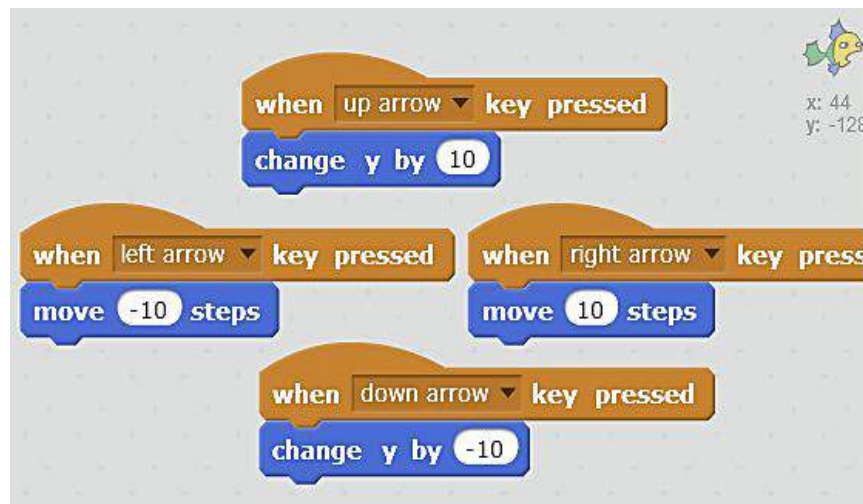 when up arrow key pressed
change y by 10
x: 44
y: -128
when left arrow key pressed
move -10 steps
when right arrow key press
move 10 steps
when down arrow key pressed
change y by -10